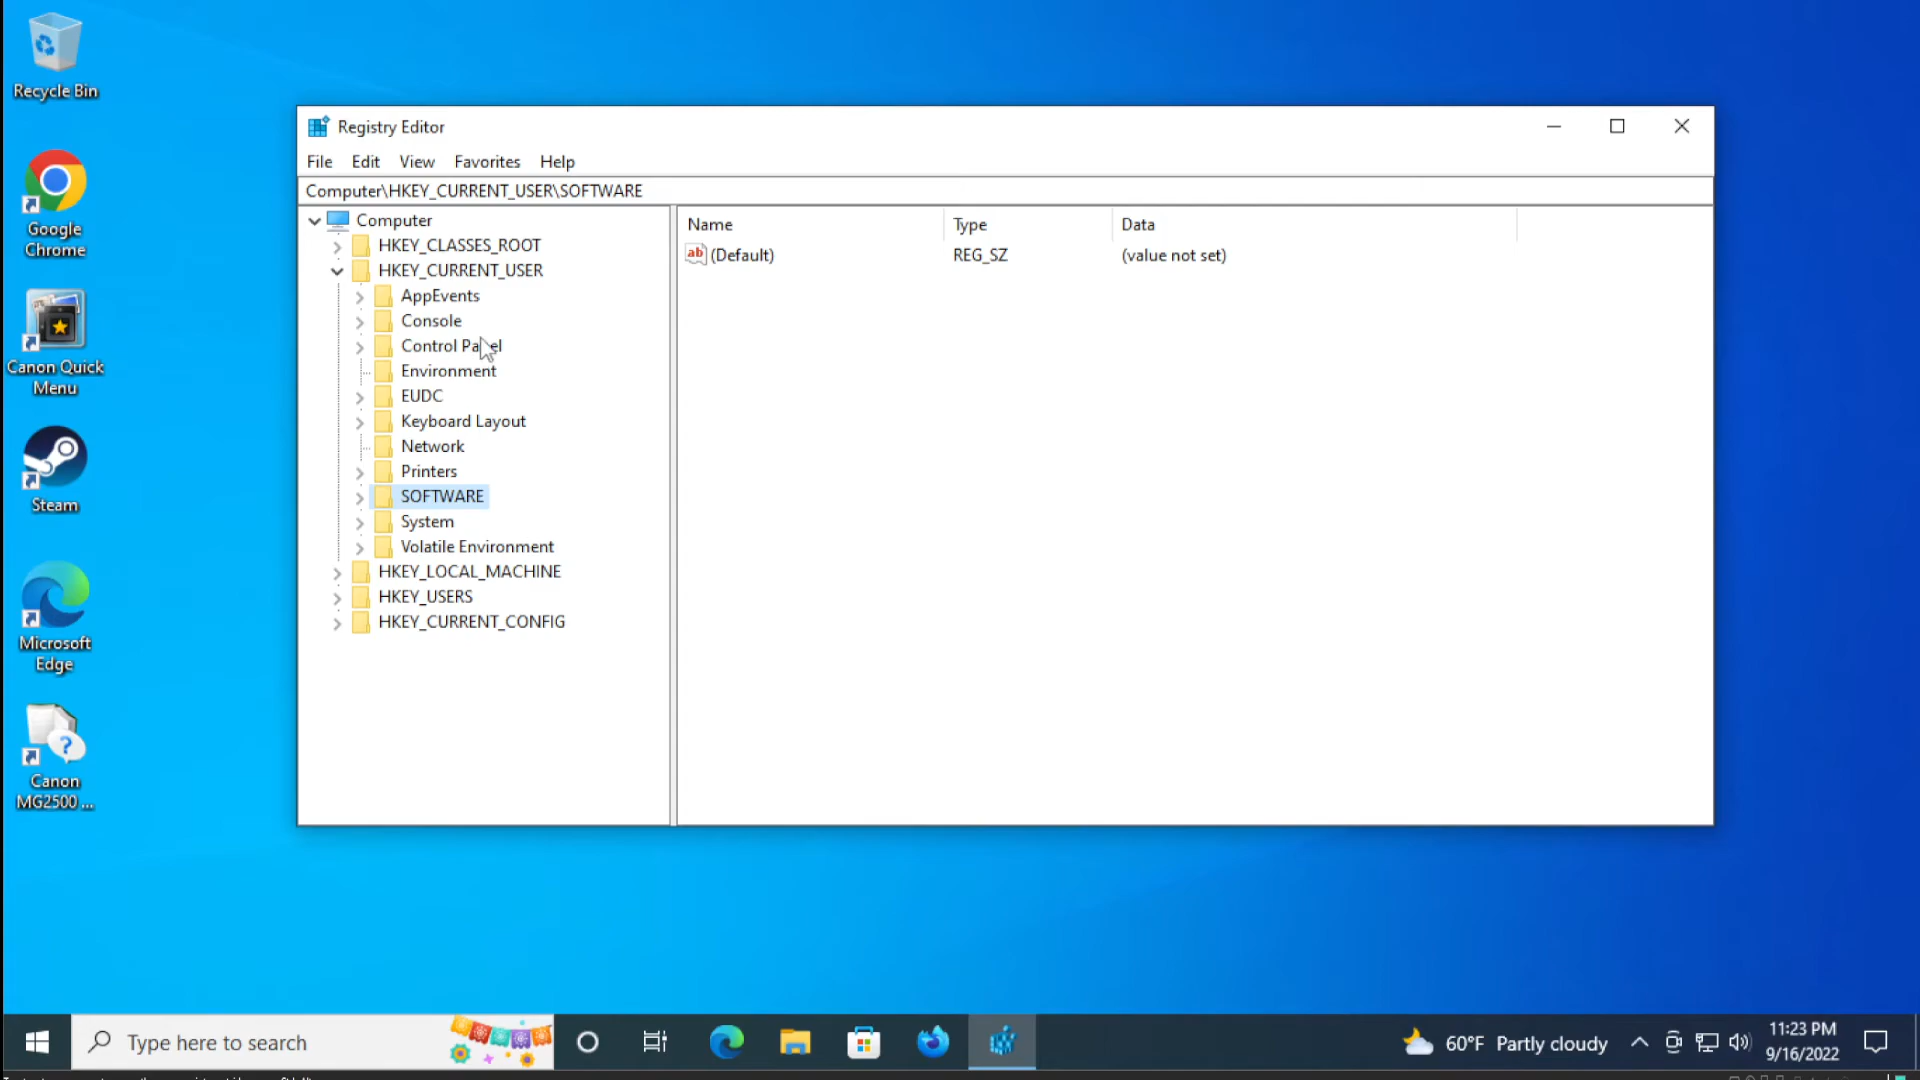 Recycle Bin
Google
Chrome
Canon Quick
Menu
Steam
Microsoft
Edge
Canon
MG2500 ...
Registry Editor
File Edit View Favorites Help
Computer\HKEY_CURRENT_USER\SOFTWARE
Computer
HKEY_CLASSES_ROOT
HKEY_CURRENT_USER
AppEvents
Console
Control Panel
Environment
EUDC
Keyboard Layout
Network
Printers
SOFTWARE
System
Volatile Environment
HKEY_LOCAL_MACHINE
HKEY_USERS
HKEY_CURRENT_CONFIG
Name Type Data
(Default) REG_SZ (value not set)
Type here to search
60°F Partly cloudy
11:23 PM
9/16/2022